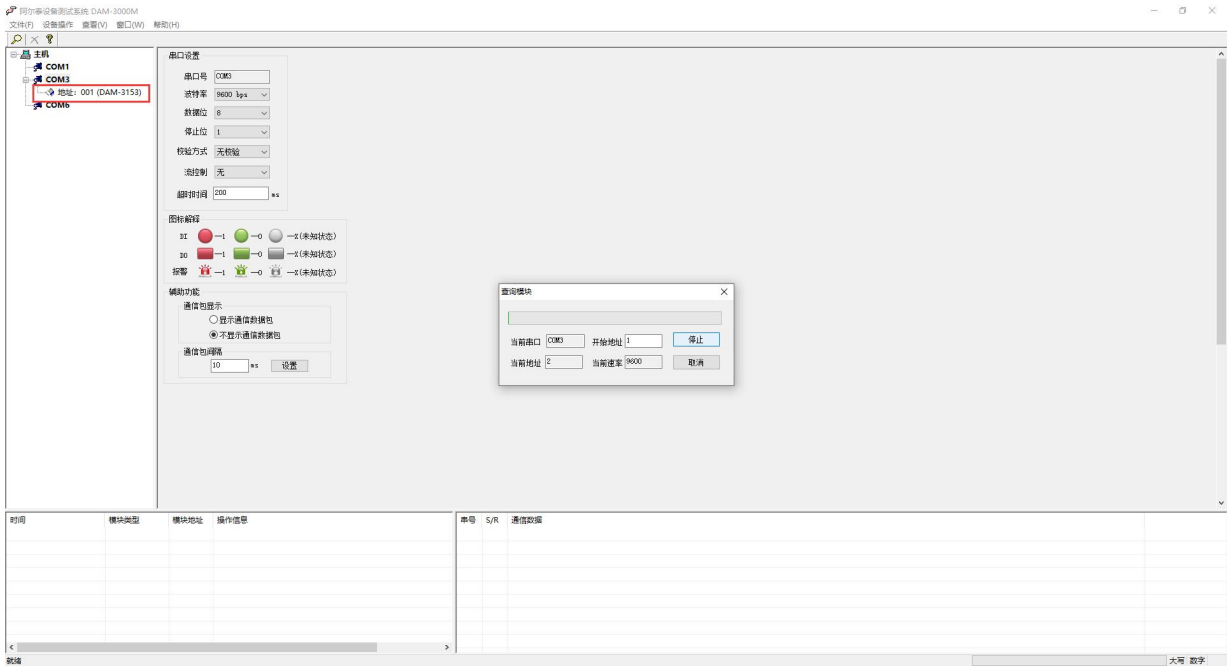 阿尔泰设备测试系统 DAM-3000M
文件(F) 设备操作 查看(V) 窗口(W) 帮助(H)
主机
COM1
COM3
地址：001 (DAM-3153)
COM6
串口设置
串口号 COM3
波特率 9600 bps
数据位 8
停止位 1
校验方式 无校验
流控制 无
超时时间 200 ms
图标解释
DI —1 —0 —X(未知状态)
DO —1 —0 —X(未知状态)
报警 —1 —0 —X(未知状态)
辅助功能
通信包显示
显示通信数据包
不显示通信数据包
通信包间隔
10 ms 设置
查询模块
当前串口 COM3 开始地址 1 停止
当前地址 2 当前速率 9600 取消
时间 模块类型 模块地址 操作信息
串号 S/R 通信数据
就绪
大写 数字